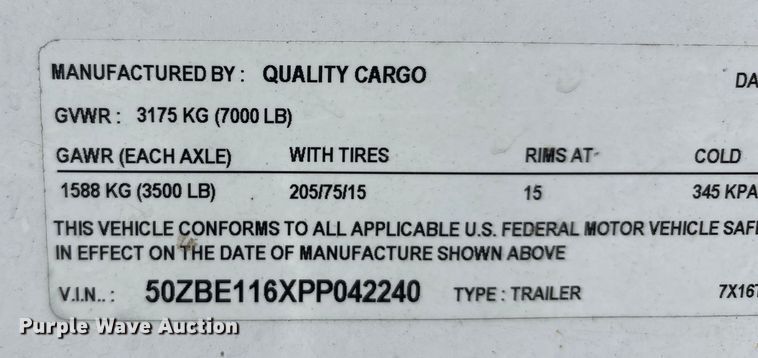 MANUFACTURED BY : QUALITY CARGO DA
GVWR : 3175 KG (7000 LB)
GAWR (EACH AXLE) WITH TIRES RIMS AT COLD
1588 KG (3500 LB) 205/75/15 15 345 KPA
THIS VEHICLE CONFORMS TO ALL APPLICABLE U.S. FEDERAL MOTOR VEHICLE SAF
IN EFFECT ON THE DATE OF MANUFACTURE SHOWN ABOVE
V.I.N.. : 50ZBE116XPP042240 TYPE : TRAILER 7X16T
Purple Wave Auction